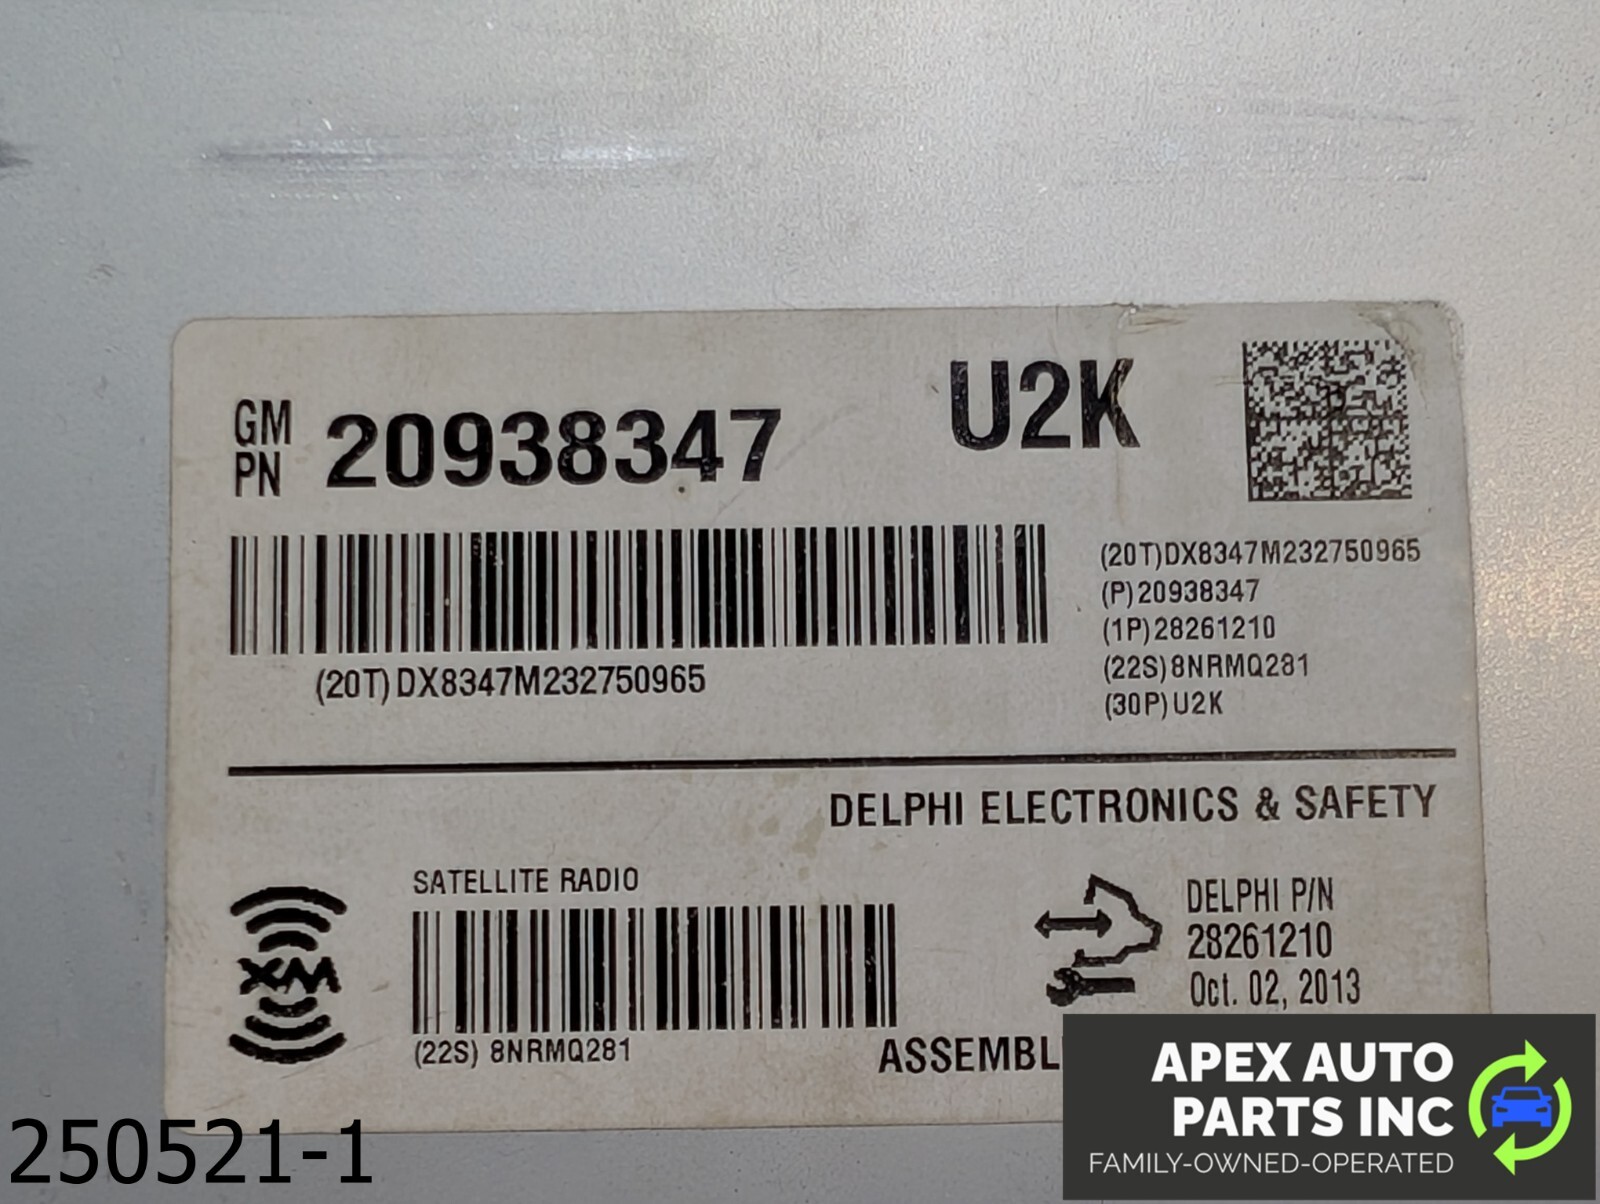 GM
PN
20938347
U2K
(20T)DX8347M232750965
(20T)DX8347M232750965
(P)20938347
(1P)28261210
(22S)8NRMQ281
(30P)U2K
DELPHI ELECTRONICS & SAFETY
SATELLITE RADIO
XM
(22S) 8NRMQ281
DELPHI P/N
28261210
Oct. 02, 2013
APEX AUTO
PARTS INC
FAMILY-OWNED-OPERATED
250521-1